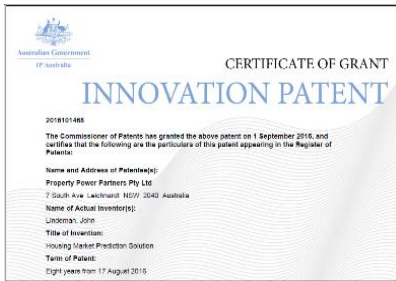 Australian Government
IP Australia
CERTIFICATE OF GRANT
INNOVATION PATENT
2016101468
The Commissioner of Patents has granted the above patent on 1 September 2016, and
certifies that the following are the particulars of this patent appearing in the Register of
Patents:
Name and Address of Patentee(s):
Property Power Partners Pty Ltd
7 South Ave Leichhardt NSW 2040 Australia
Name of Actual Inventor(s):
Lindeman, John
Title of Invention:
Housing Market Prediction Solution
Term of Patent:
Eight years from 17 August 2016